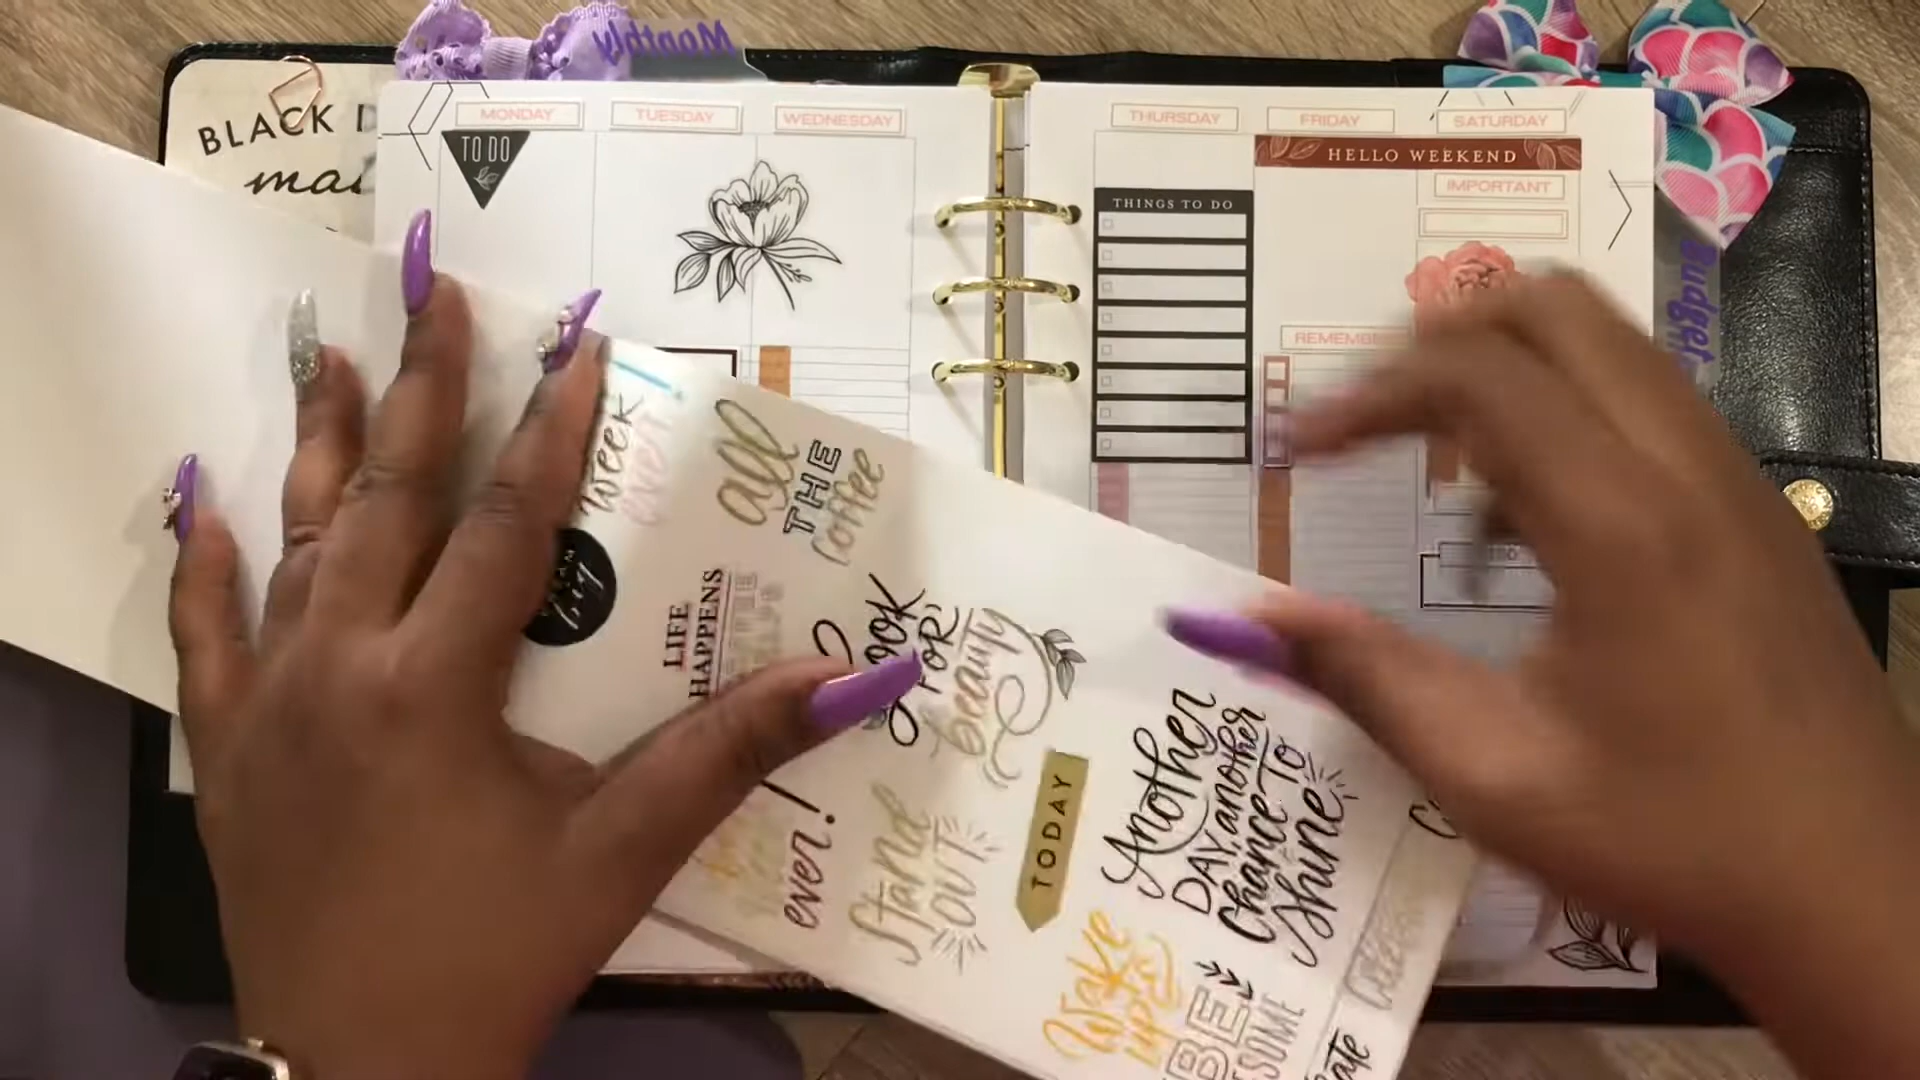 Monthly
BLACK
MONDAY
TUESDAY
WEDNESDAY
THURSDAY
FRIDAY
SATURDAY
TO DO
HELLO WEEKEND
IMPORTANT
THINGS TO DO
Budget
WEEK
all
THE
coffee
big
LIFE
HAPPENS
LOOK
FOR
beauty
ever!
Stand
OUT
TODAY
Another
DAY, another
Chance To
Shine
Wake
up
BE